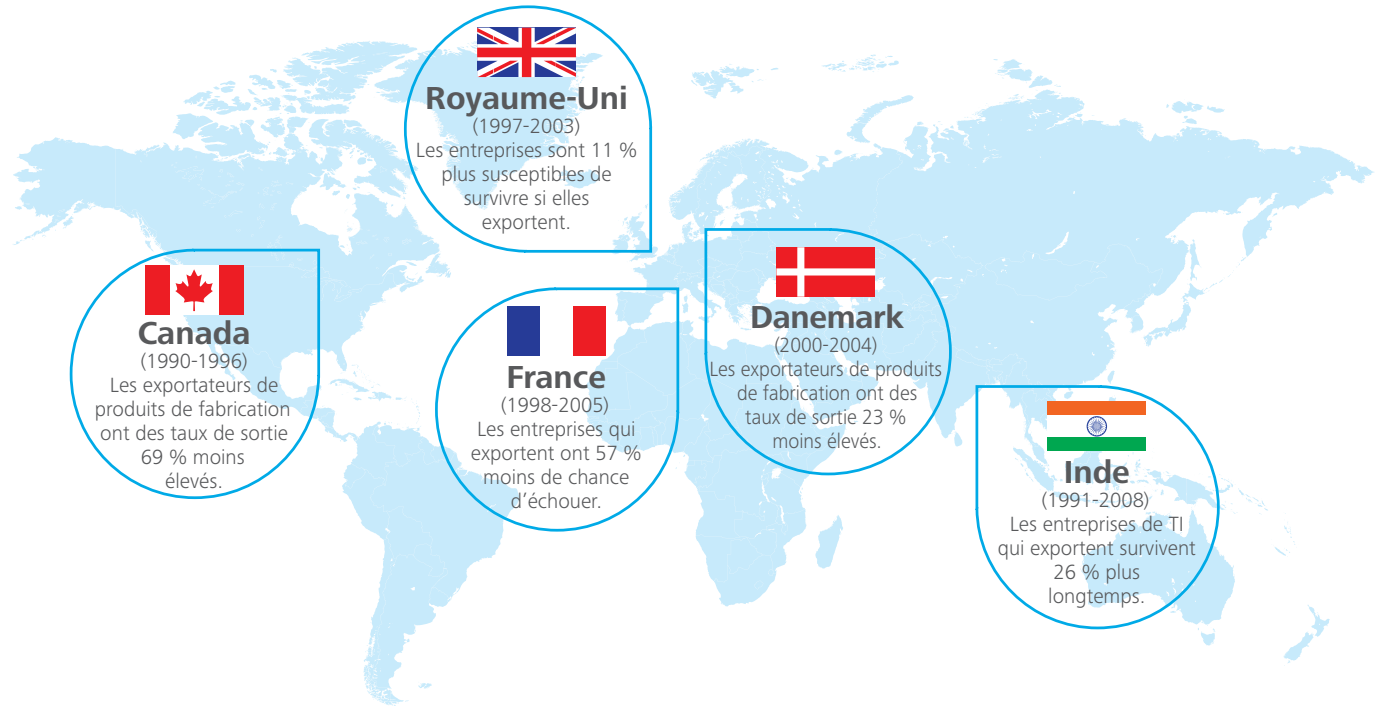 Royaume-Uni
(1997-2003)
Les entreprises sont 11 %
plus susceptibles de
survivre si elles
exportent.
Canada
(1990-1996)
Les exportateurs de
produits de fabrication
ont des taux de sortie
69 % moins
élevés.
France
(1998-2005)
Les entreprises qui
exportent ont 57 %
moins de chance
d’échouer.
Danemark
(2000-2004)
Les exportateurs de produits
de fabrication ont des
taux de sortie 23 %
moins élevés.
Inde
(1991-2008)
Les entreprises de TI
qui exportent survivent
26 % plus
longtemps.